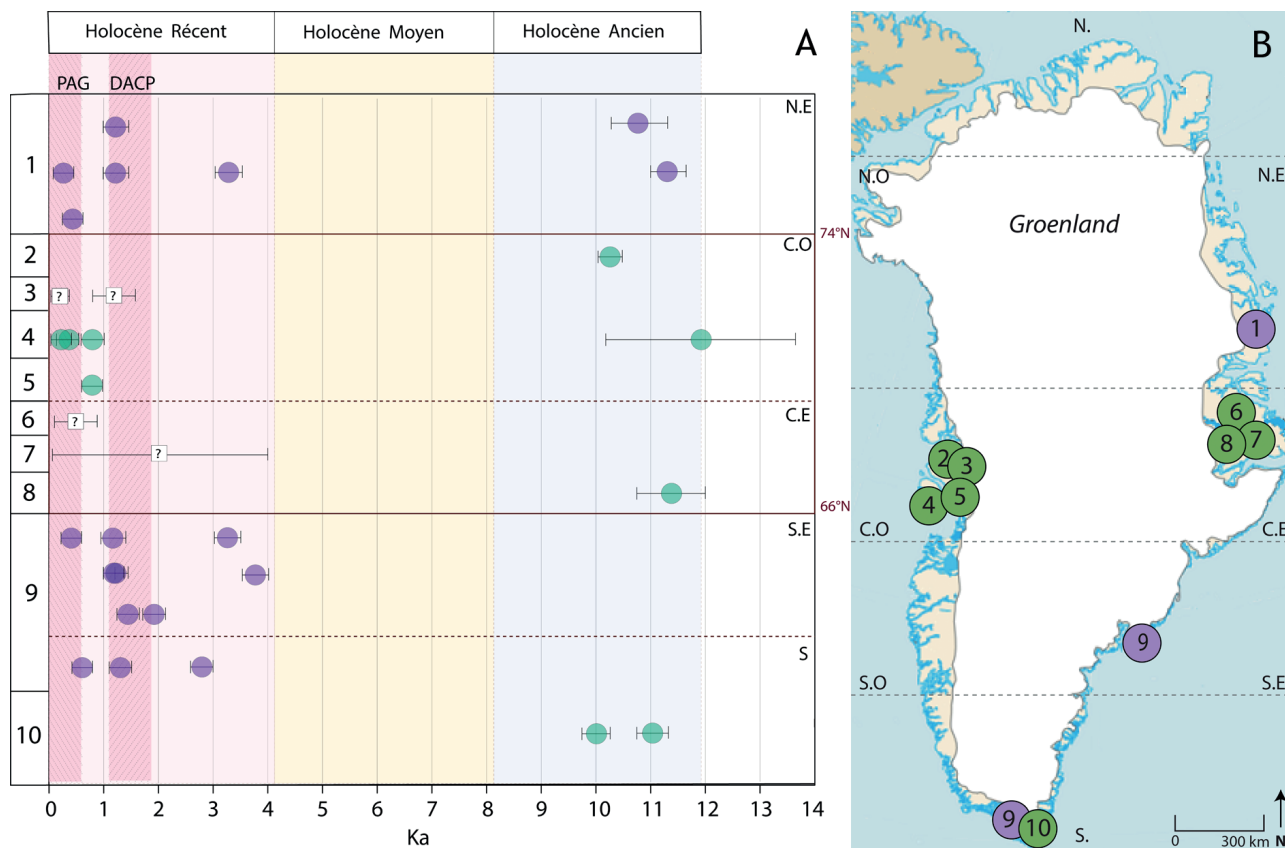 Holocène Récent Holocène Moyen Holocène Ancien
A
PAG DACP
N.E
1
74°N
C.O
2
? ?
3
4
5
C.E
6 ?
7 ?
8
66°N
S.E
9
S
10
0 1 2 3 4 5 6 7 8 9 10 11 12 13 14
Ka
N.
B
N.O
N.E
Groenland
1
6
7
8
2
3
5
4
C.O
C.E
9
S.O
S.E
9
10
S.
0 300 km
N